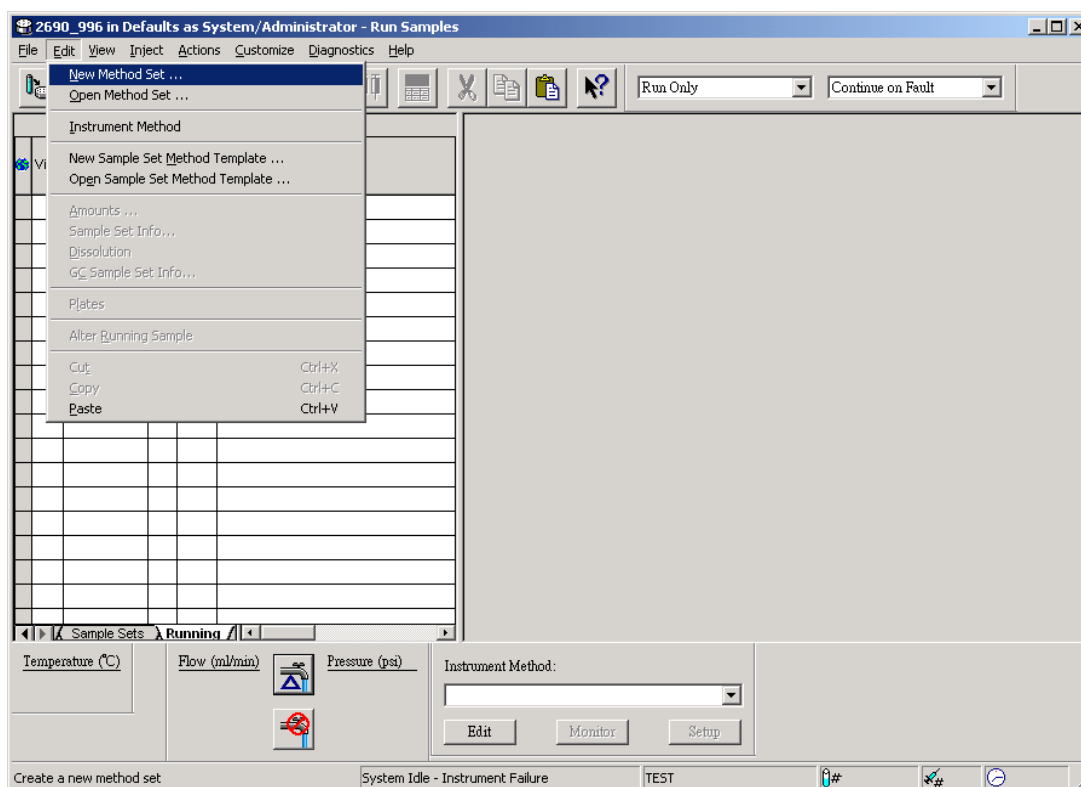 2690_996 in Defaults as System/Administrator - Run Samples
File Edit View Inject Actions Customize Diagnostics Help
New Method Set ...
Open Method Set ...
Instrument Method
New Sample Set Method Template ...
Open Sample Set Method Template ...
Amounts ...
Sample Set Info...
Dissolution
GC Sample Set Info...
Plates
Alter Running Sample
Cut Ctrl+X
Copy Ctrl+C
Paste Ctrl+V
Run Only
Continue on Fault
Vi
Sample Sets Running
Temperature (°C) Flow (ml/min) Pressure (psi)
Instrument Method:
Edit Monitor Setup
Create a new method set System Idle - Instrument Failure TEST # #